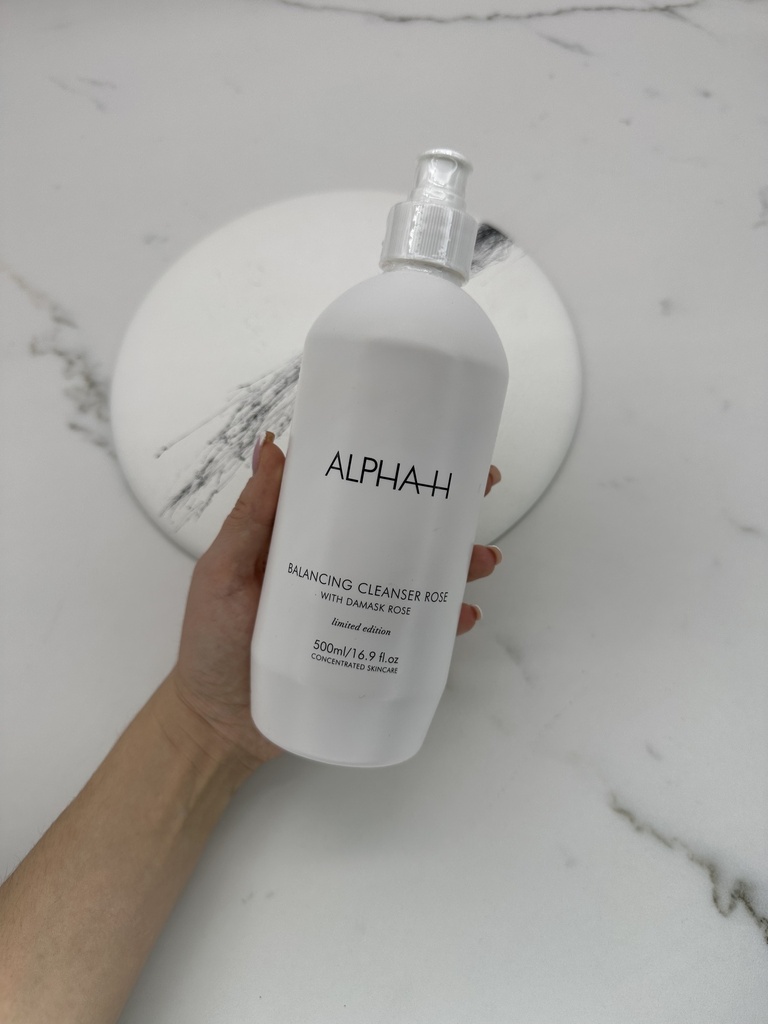 ALPHA-H
BALANCING CLEANSER ROSE
WITH DAMASK ROSE
limited edition
500ml/16.9 fl.oz
CONCENTRATED SKINCARE